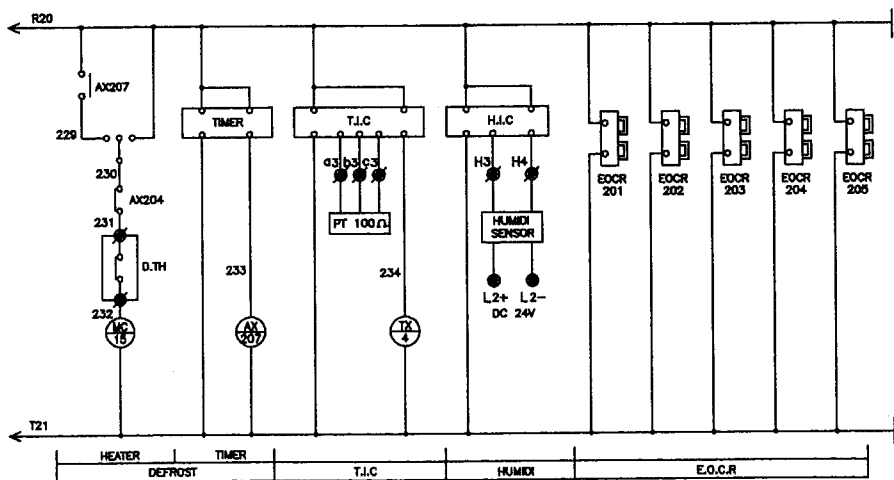 R20
AX207
229
230
AX204
231
D.TH
232
MC
15
TIMER
233
AX
207
T.I.C
a3 b3 c3
PT 100Ω
234
TX
4
H.I.C
H3 H4
HUMIDI
SENSOR
L2+ L2-
DC 24V
EOCR
201
EOCR
202
EOCR
203
EOCR
204
EOCR
205
T21
HEATER TIMER
DEFROST T.I.C HUMIDI E.O.C.R